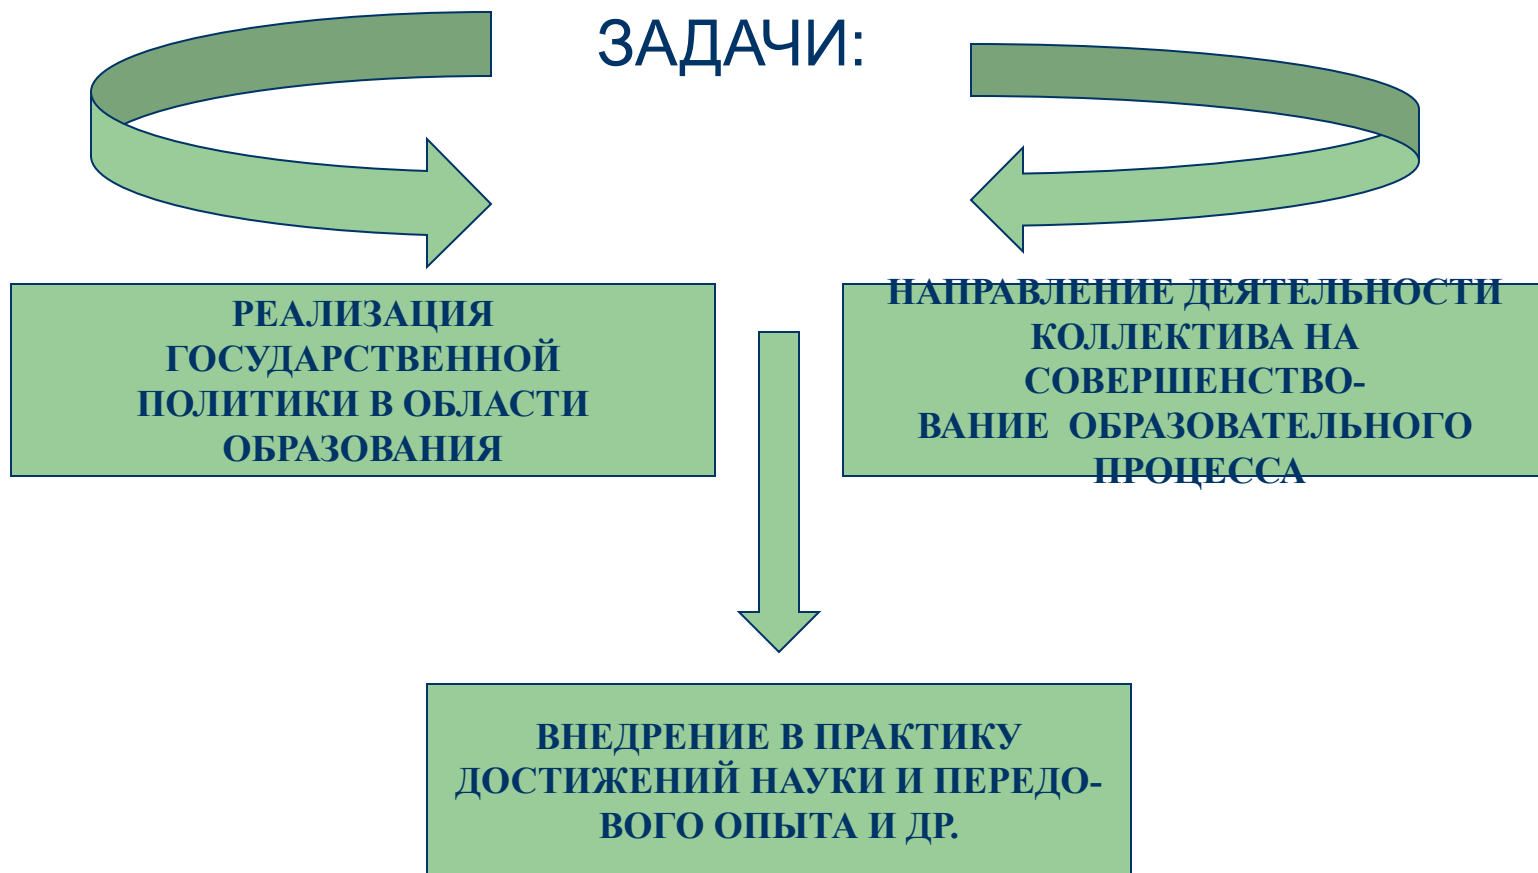 ЗАДАЧИ:
РЕАЛИЗАЦИЯ
ГОСУДАРСТВЕННОЙ
ПОЛИТИКИ В ОБЛАСТИ
ОБРАЗОВАНИЯ
НАПРАВЛЕНИЕ ДЕЯТЕЛЬНОСТИ
КОЛЛЕКТИВА НА
СОВЕРШЕНСТВО-
ВАНИЕ  ОБРАЗОВАТЕЛЬНОГО
ПРОЦЕССА
ВНЕДРЕНИЕ В ПРАКТИКУ
ДОСТИЖЕНИЙ НАУКИ И ПЕРЕДО-
ВОГО ОПЫТА И ДР.